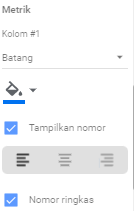 Metrik
Kolom #1
Batang
Tampilkan nomor
Nomor ringkas